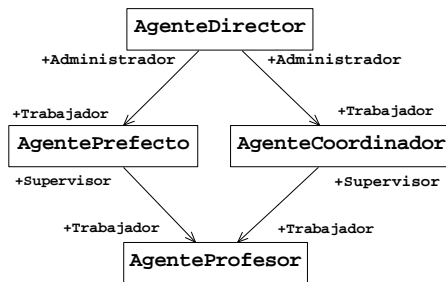 AgenteDirector
+Administrador
+Administrador
+Trabajador
+Trabajador
AgentePrefecto
AgenteCoordinador
+Supervisor
+Supervisor
+Trabajador
+Trabajador
AgenteProfesor